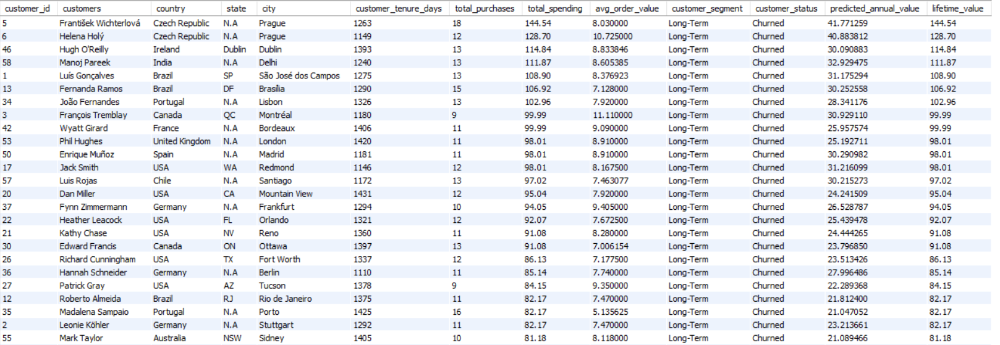 customer_id customers country state city customer_tenure_days total_purchases total_spending avg_order_value customer_segment customer_status predicted_annual_value lifetime_value
5 František Wichterlová Czech Republic N.A Prague 1263 18 144.54 8.030000 Long-Term Churned 41.771259 144.54
6 Helena Holý Czech Republic N.A Prague 1149 12 128.70 10.725000 Long-Term Churned 40.883812 128.70
46 Hugh O'Reilly Ireland Dublin Dublin 1393 13 114.84 8.833846 Long-Term Churned 30.090883 114.84
58 Manoj Pareek India N.A Delhi 1240 13 111.87 8.605385 Long-Term Churned 32.929475 111.87
1 Luís Gonçalves Brazil SP São José dos Campos 1275 13 108.90 8.376923 Long-Term Churned 31.175294 108.90
13 Fernanda Ramos Brazil DF Brasília 1290 15 106.92 7.128000 Long-Term Churned 30.252558 106.92
34 João Fernandes Portugal N.A Lisbon 1326 13 102.96 7.920000 Long-Term Churned 28.341176 102.96
3 François Tremblay Canada QC Montréal 1180 9 99.99 11.110000 Long-Term Churned 30.929110 99.99
42 Wyatt Girard France N.A Bordeaux 1406 11 99.99 9.090000 Long-Term Churned 25.957574 99.99
53 Phil Hughes United Kingdom N.A London 1420 11 98.01 8.910000 Long-Term Churned 25.192711 98.01
50 Enrique Muñoz Spain N.A Madrid 1181 11 98.01 8.910000 Long-Term Churned 30.290982 98.01
17 Jack Smith USA WA Redmond 1146 12 98.01 8.167500 Long-Term Churned 31.216099 98.01
57 Luis Rojas Chile N.A Santiago 1172 13 97.02 7.463077 Long-Term Churned 30.215273 97.02
20 Dan Miller USA CA Mountain View 1431 12 95.04 7.920000 Long-Term Churned 24.241509 95.04
37 Fynn Zimmermann Germany N.A Frankfurt 1294 10 94.05 9.405000 Long-Term Churned 26.528787 94.05
22 Heather Leacock USA FL Orlando 1321 12 92.07 7.672500 Long-Term Churned 25.439478 92.07
21 Kathy Chase USA NV Reno 1360 11 91.08 8.280000 Long-Term Churned 24.444265 91.08
30 Edward Francis Canada ON Ottawa 1397 13 91.08 7.006154 Long-Term Churned 23.796850 91.08
26 Richard Cunningham USA TX Fort Worth 1337 12 86.13 7.177500 Long-Term Churned 23.513426 86.13
36 Hannah Schneider Germany N.A Berlin 1110 11 85.14 7.740000 Long-Term Churned 27.996486 85.14
27 Patrick Gray USA AZ Tucson 1378 9 84.15 9.350000 Long-Term Churned 22.289368 84.15
12 Roberto Almeida Brazil RJ Rio de Janeiro 1375 11 82.17 7.470000 Long-Term Churned 21.812400 82.17
35 Madalena Sampaio Portugal N.A Porto 1425 16 82.17 5.135625 Long-Term Churned 21.047052 82.17
2 Leonie Köhler Germany N.A Stuttgart 1292 11 82.17 7.470000 Long-Term Churned 23.213661 82.17
55 Mark Taylor Australia NSW Sidney 1405 10 81.18 8.118000 Long-Term Churned 21.089466 81.18